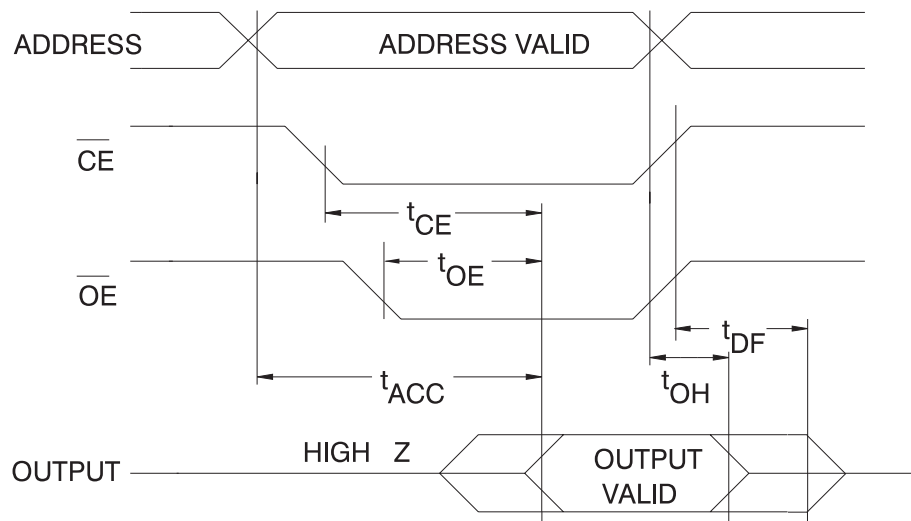 ADDRESS
ADDRESS VALID
CE
tCE
tOE
OE
tDF
tACC
tOH
HIGH Z
OUTPUT
OUTPUT
VALID